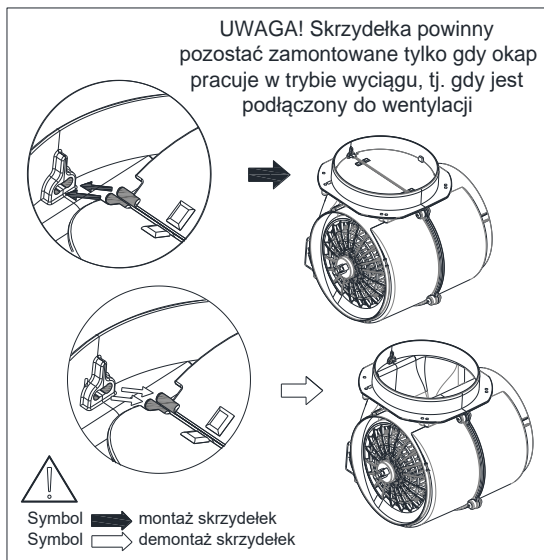 UWAGA! Skrzydełka powinny
pozostać zamontowane tylko gdy okap
pracuje w trybie wyciągu, tj. gdy jest
podłączony do wentylacji
Symbol montaż skrzydełek
Symbol demontaż skrzydełek